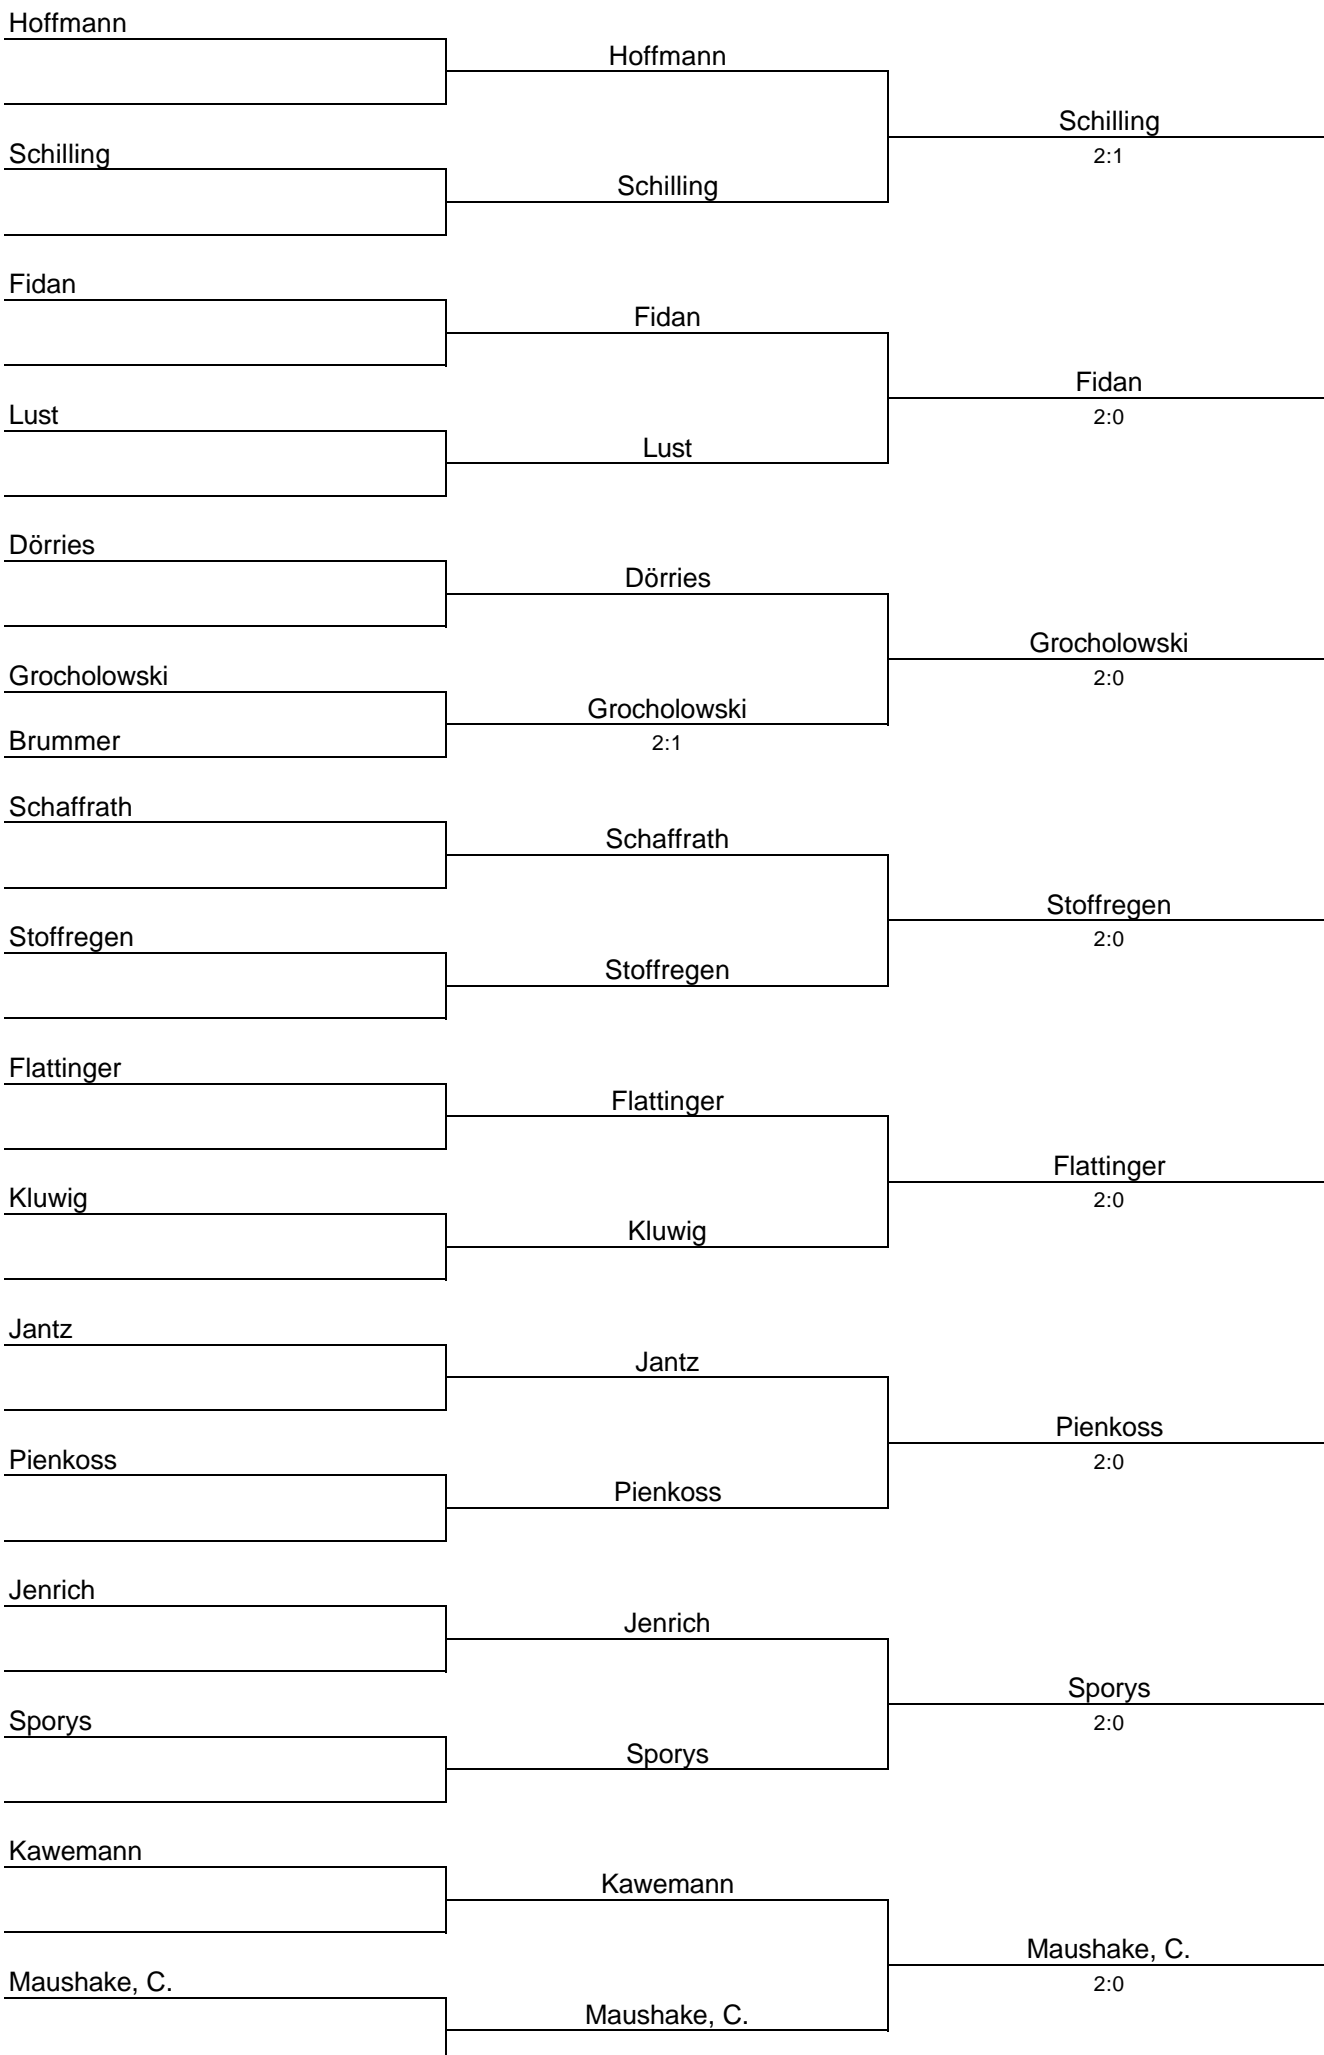 Hoffmann
Hoffmann
Schilling
2:1
Schilling
Schilling
Fidan
Fidan
Fidan
2:0
Lust
Lust
Dörries
Dörries
Grocholowski
2:0
Grocholowski
Grocholowski
2:1
Brummer
Schaffrath
Schaffrath
Stoffregen
2:0
Stoffregen
Stoffregen
Flattinger
Flattinger
Flattinger
2:0
Kluwig
Kluwig
Jantz
Jantz
Pienkoss
2:0
Pienkoss
Pienkoss
Jenrich
Jenrich
Sporys
2:0
Sporys
Sporys
Kawemann
Kawemann
Maushake, C.
2:0
Maushake, C.
Maushake, C.